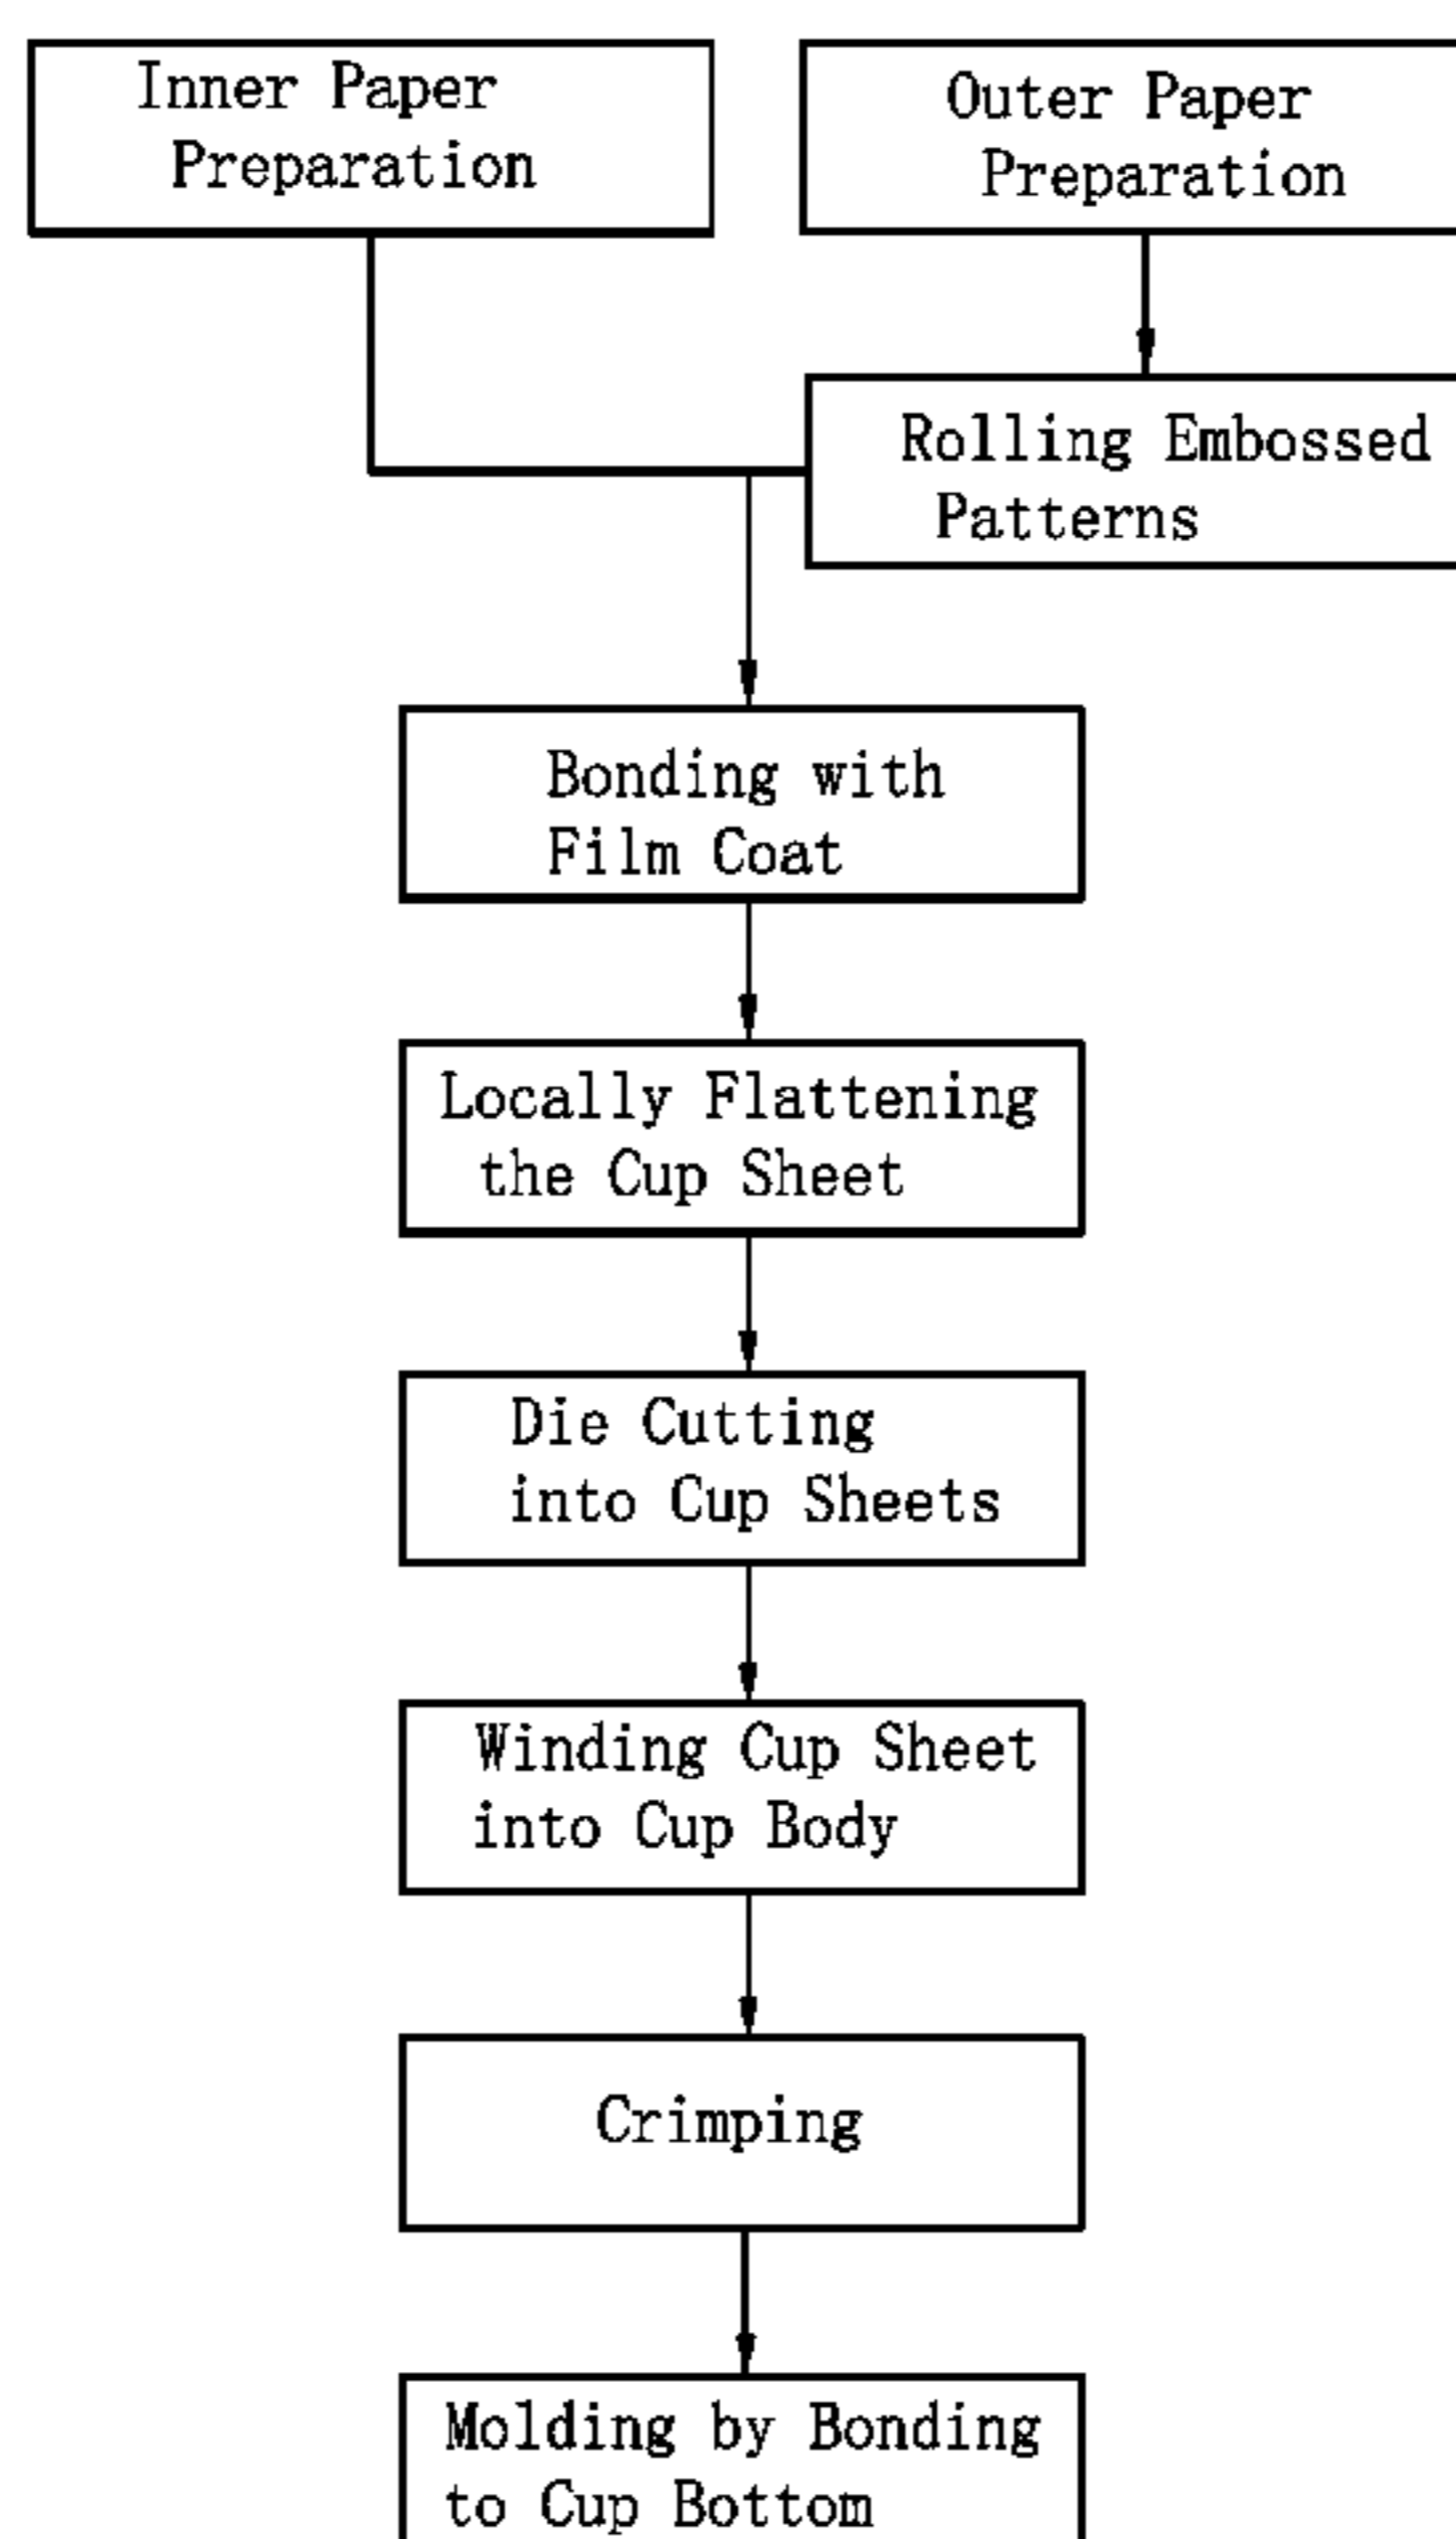 Inner Paper
Preparation
Outer Paper
Preparation
Rolling Embossed
Patterns
Bonding with
Film Coat
Locally Flattening
the Cup Sheet
Die Cutting
into Cup Sheets
Winding Cup Sheet
into Cup Body
Crimping
Molding by Bonding
to Cup Bottom